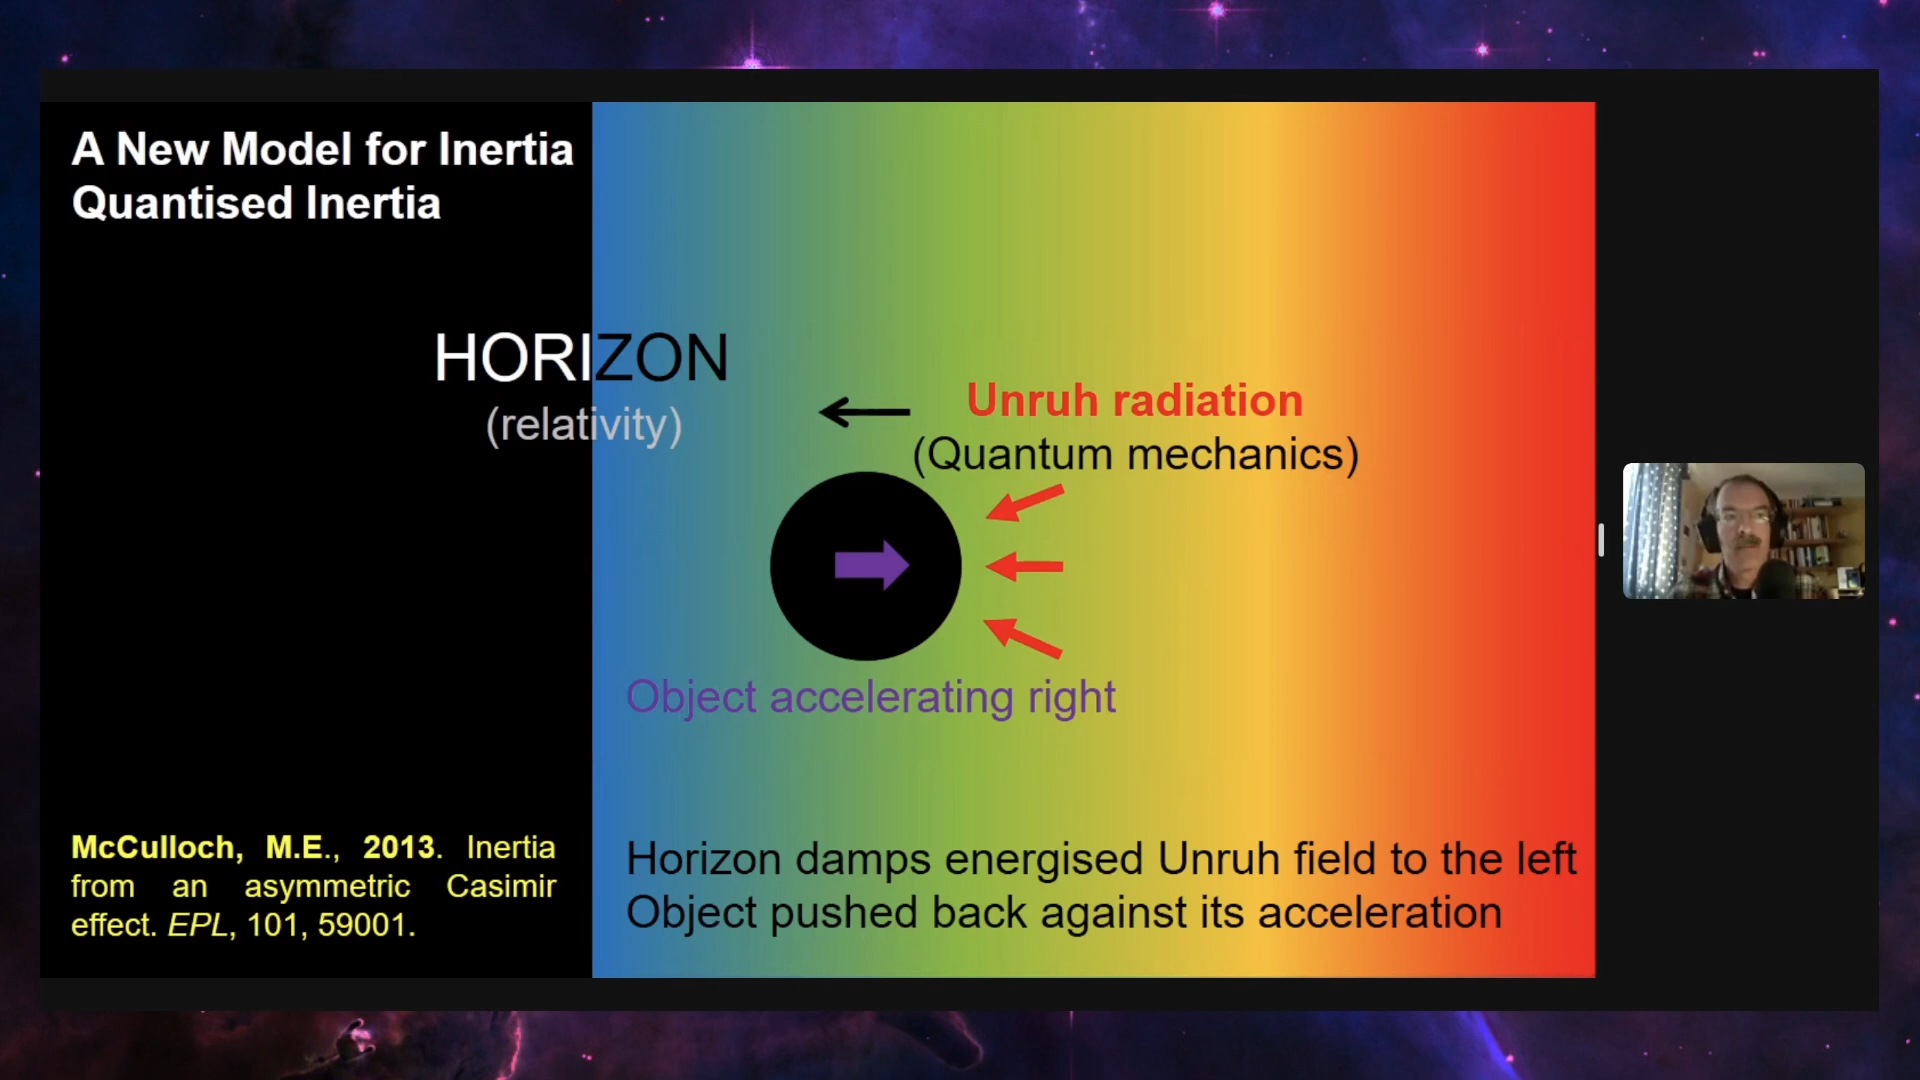 A New Model for Inertia
Quantised Inertia
HORIZON
(relativity)
Unruh radiation
(Quantum mechanics)
Object accelerating right
McCulloch, M.E., 2013. Inertia
from an asymmetric Casimir
effect. EPL, 101, 59001.
Horizon damps energised Unruh field to the left
Object pushed back against its acceleration